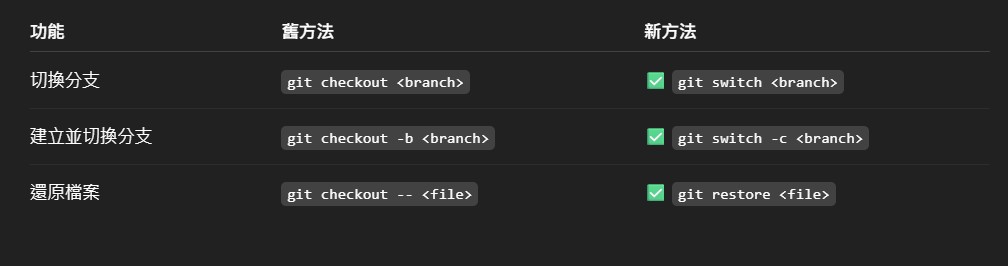 功能 舊方法 新方法
切換分支 git checkout <branch> ✅ git switch <branch>
建立並切換分支 git checkout -b <branch> ✅ git switch -c <branch>
還原檔案 git checkout -- <file> ✅ git restore <file>